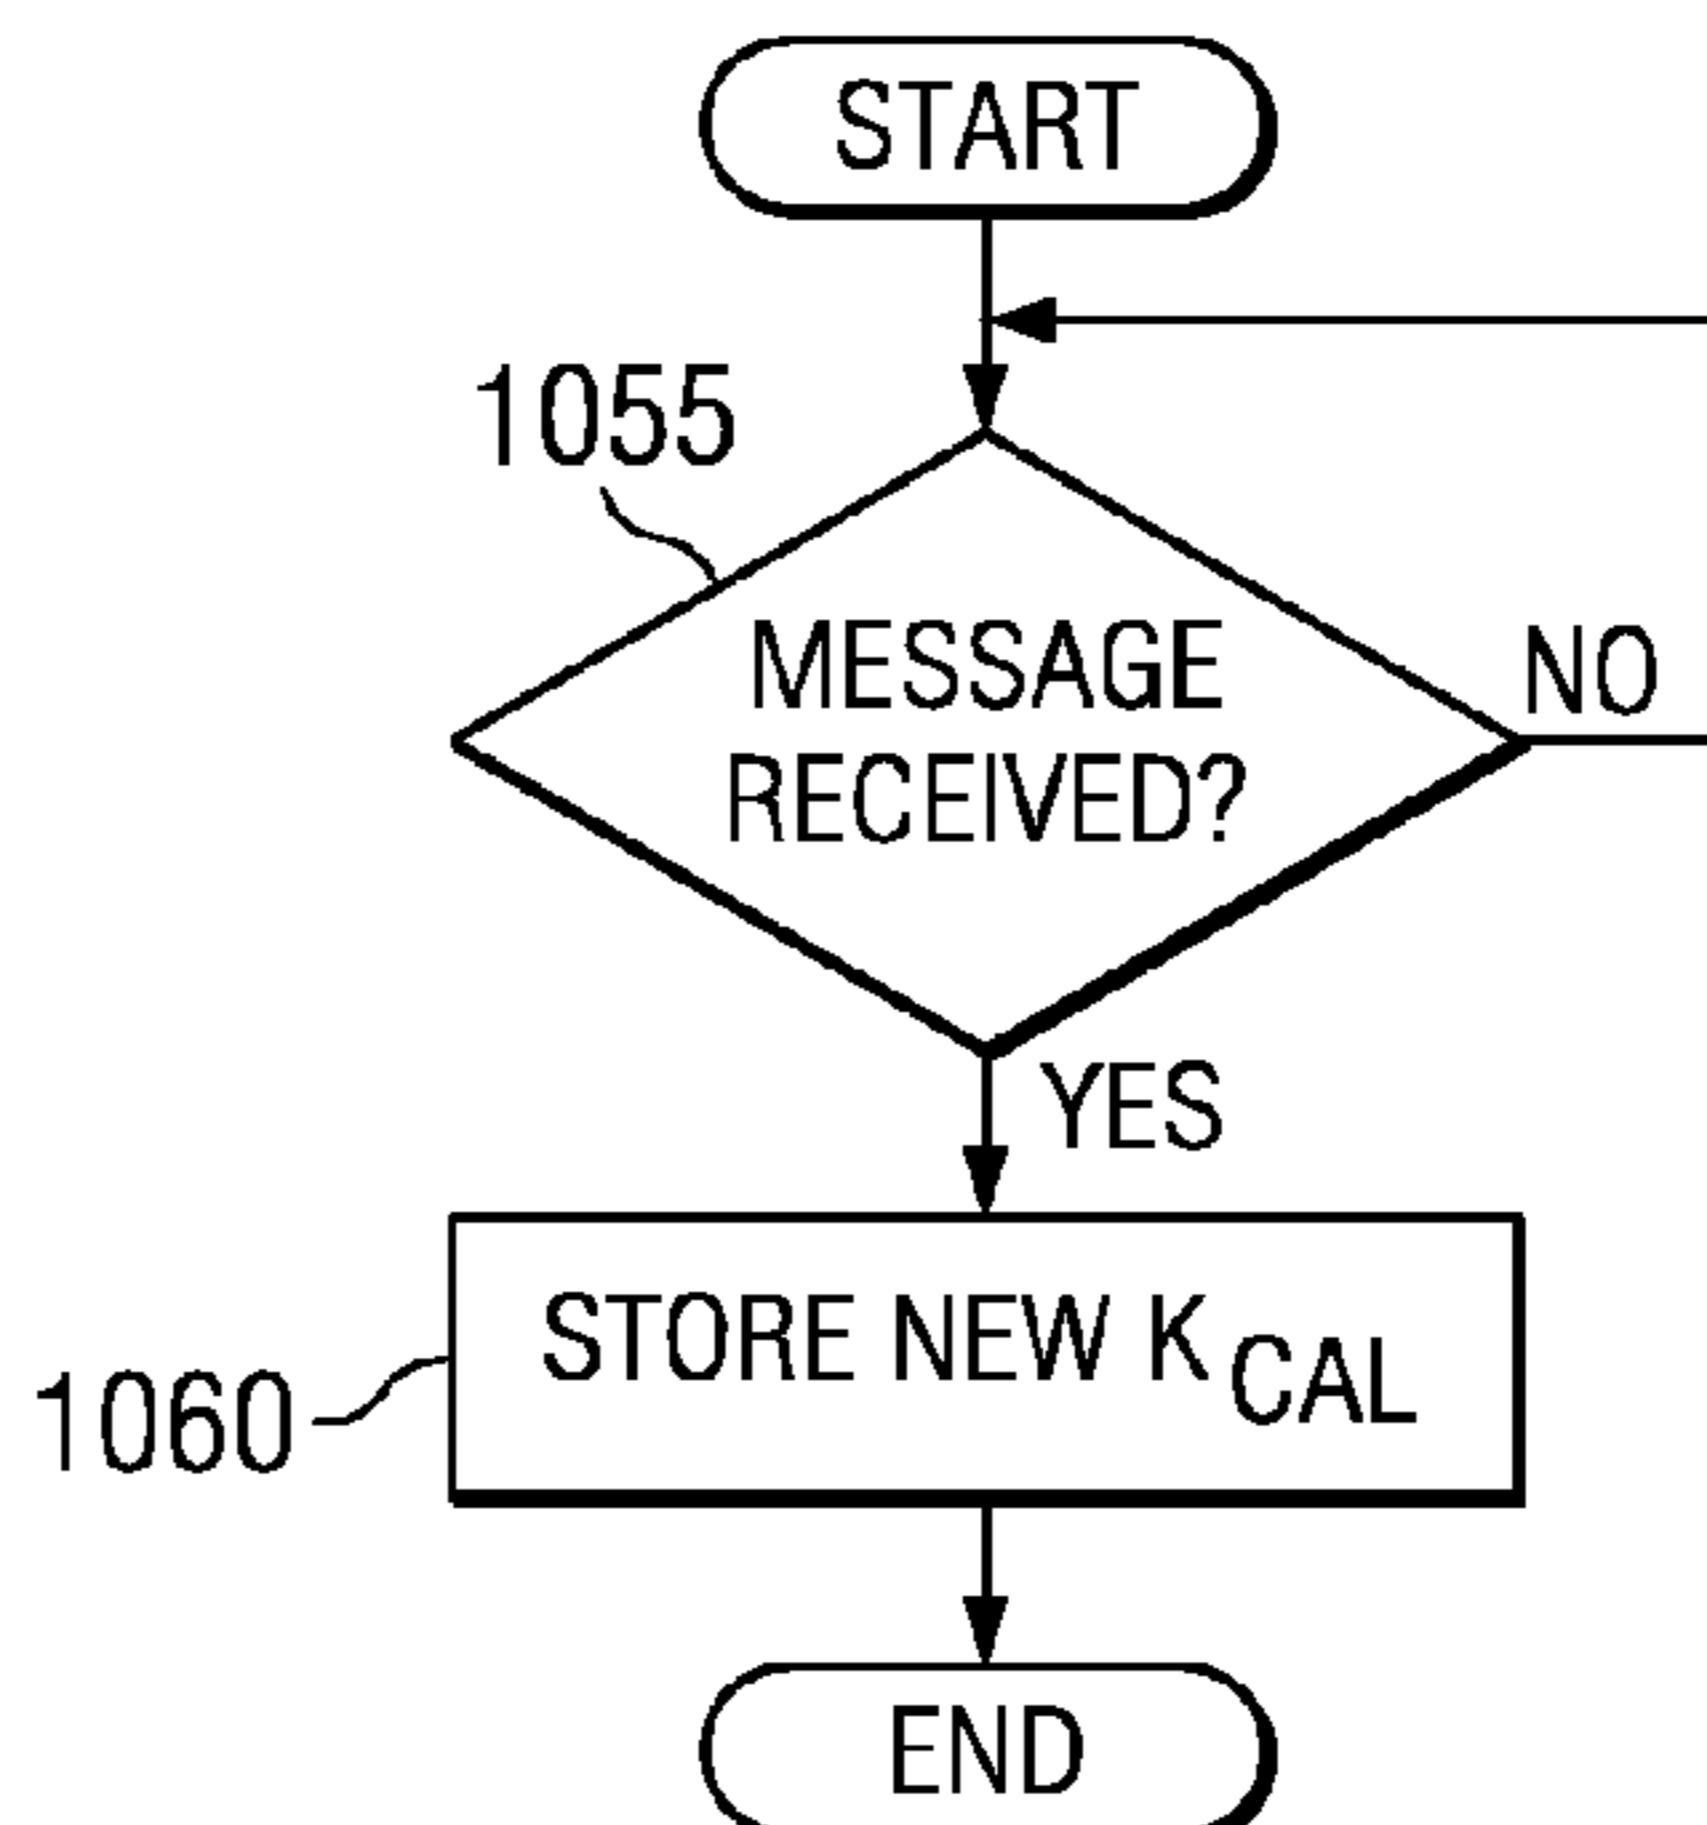 START
1055
MESSAGE
RECEIVED?
NO
YES
STORE NEW K CAL
1060
END